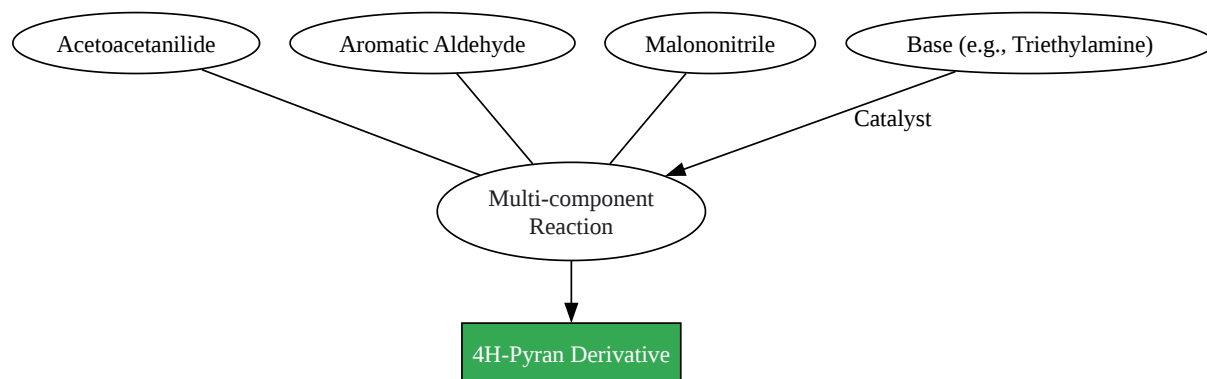 Acetoacetanilide
Aromatic Aldehyde
Malononitrile
Base (e.g., Triethylamine)
Catalyst
Multi-component
Reaction
4H-Pyran Derivative